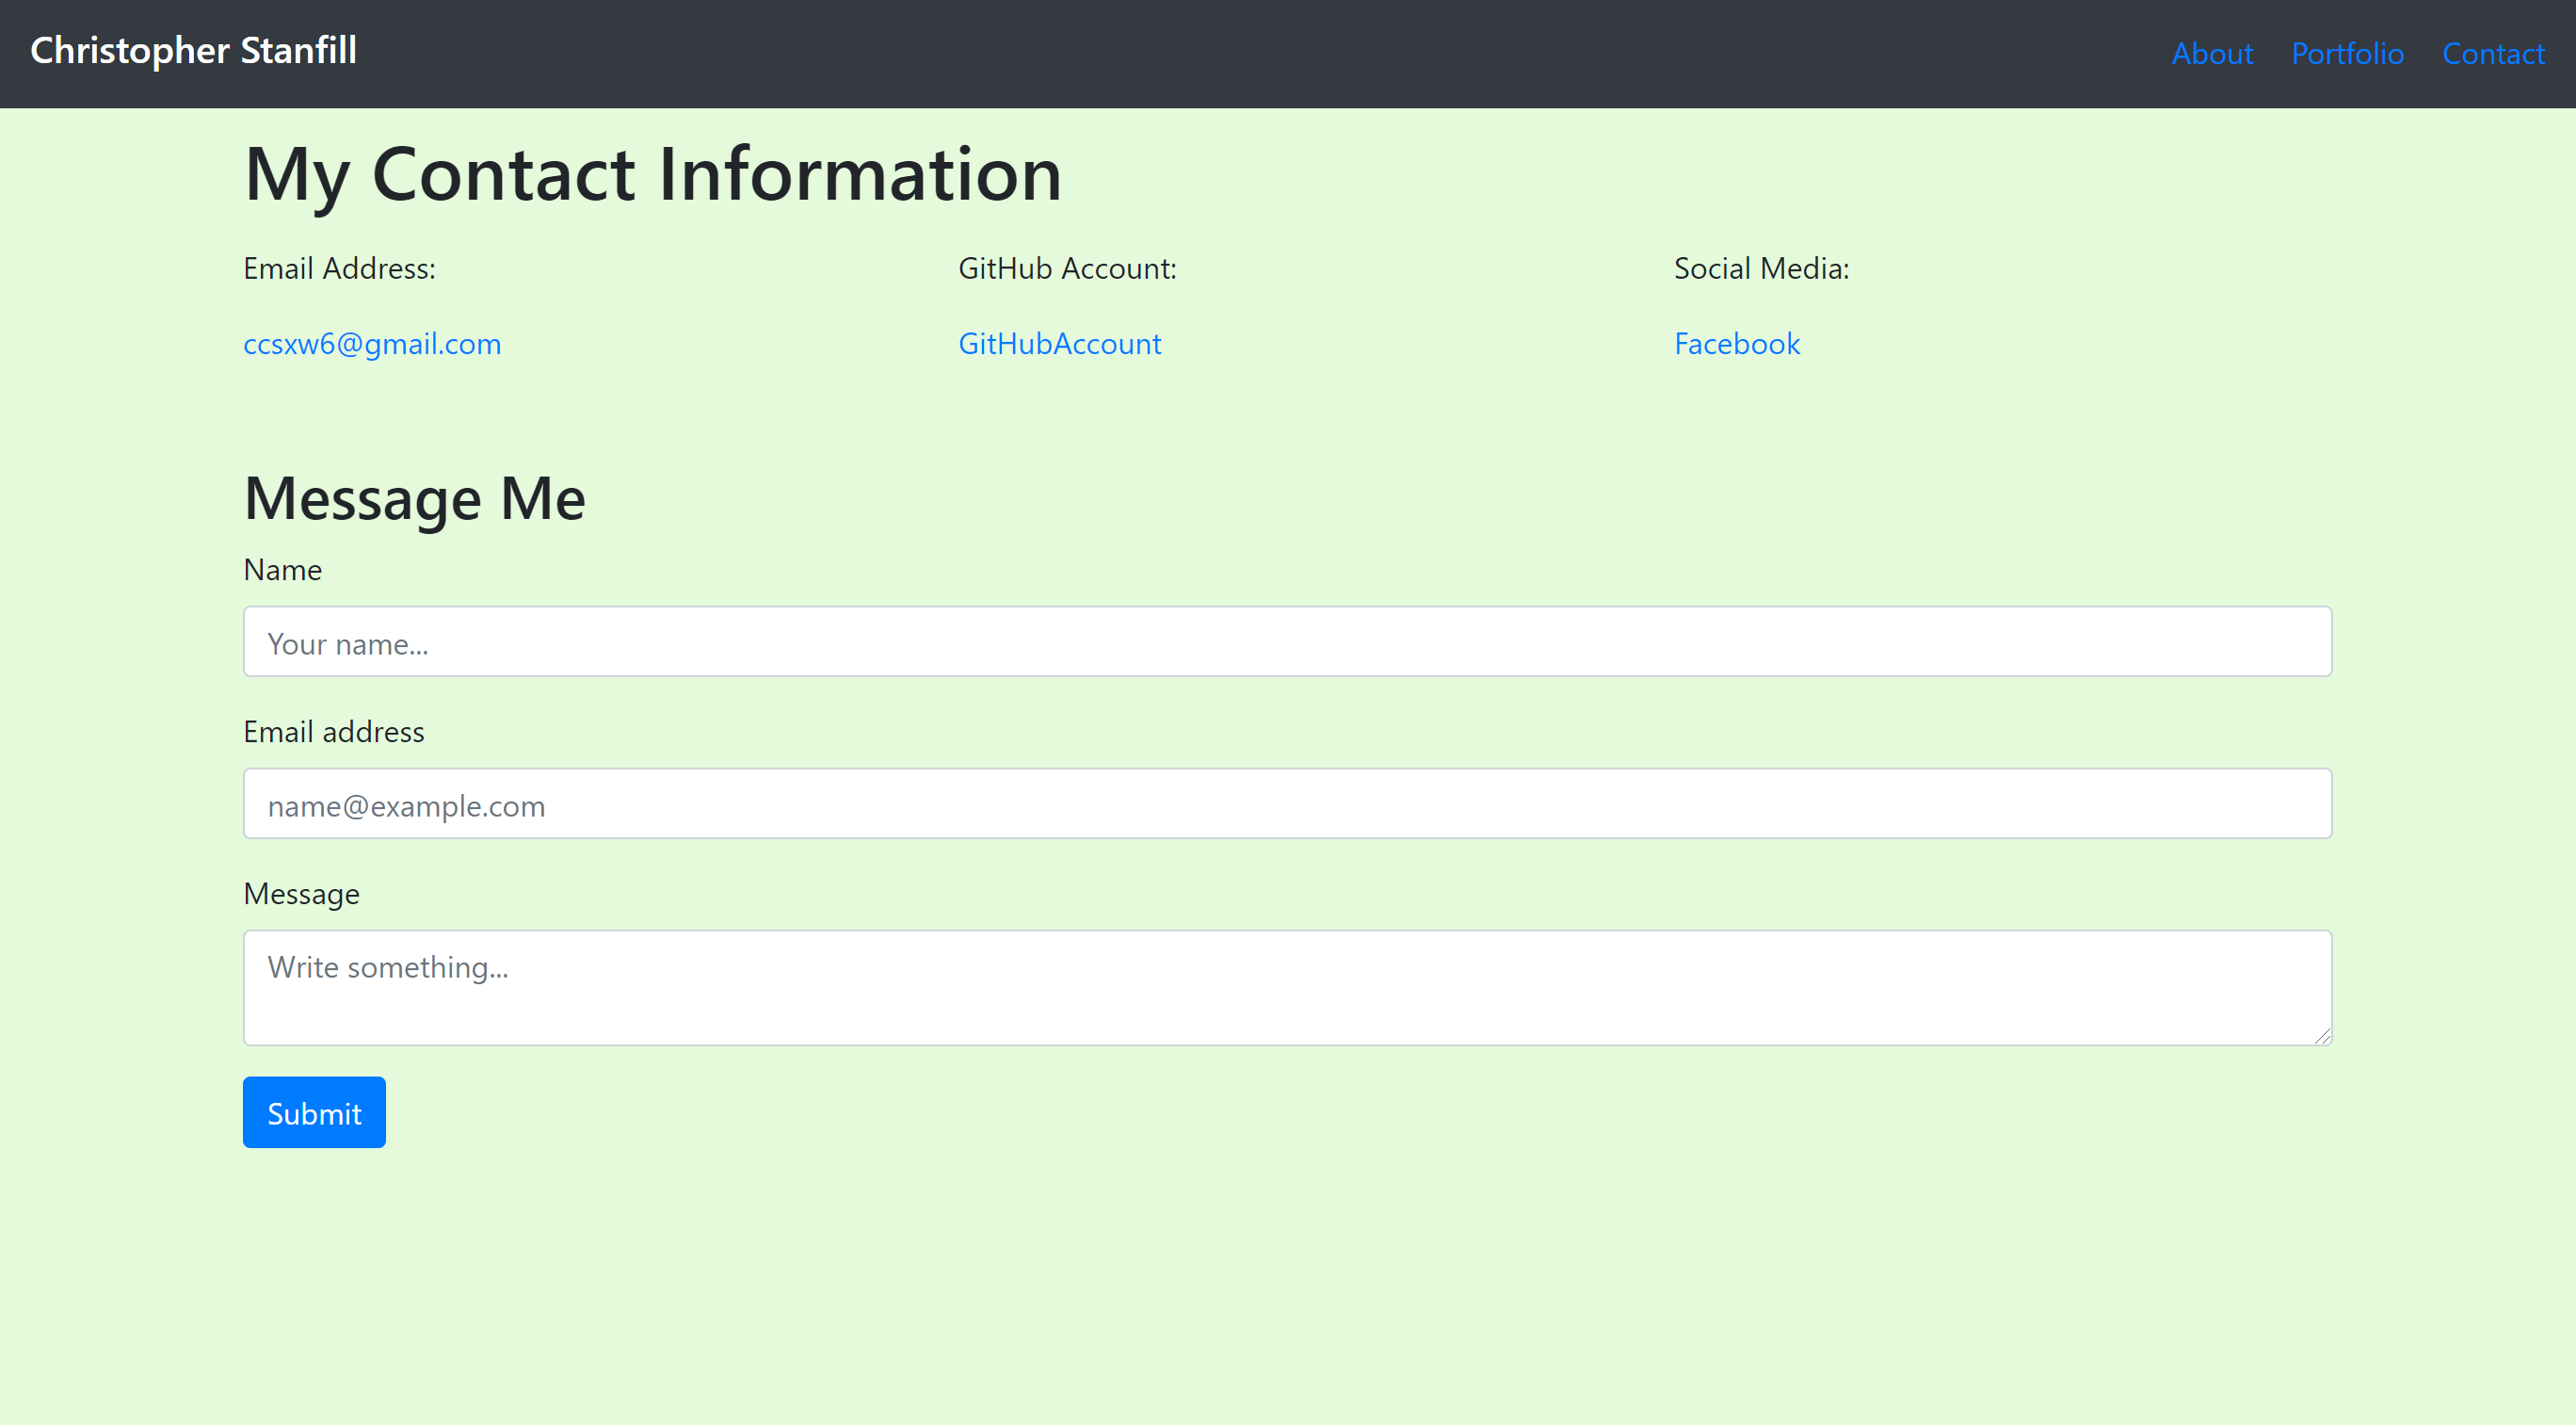 Christopher Stanfill
About Portfolio Contact
My Contact Information
Email Address: GitHub Account: Social Media:
ccsxw6@gmail.com GitHubAccount Facebook
Message Me
Name
Your name...
Email address
name@example.com
Message
Write something...
Submit